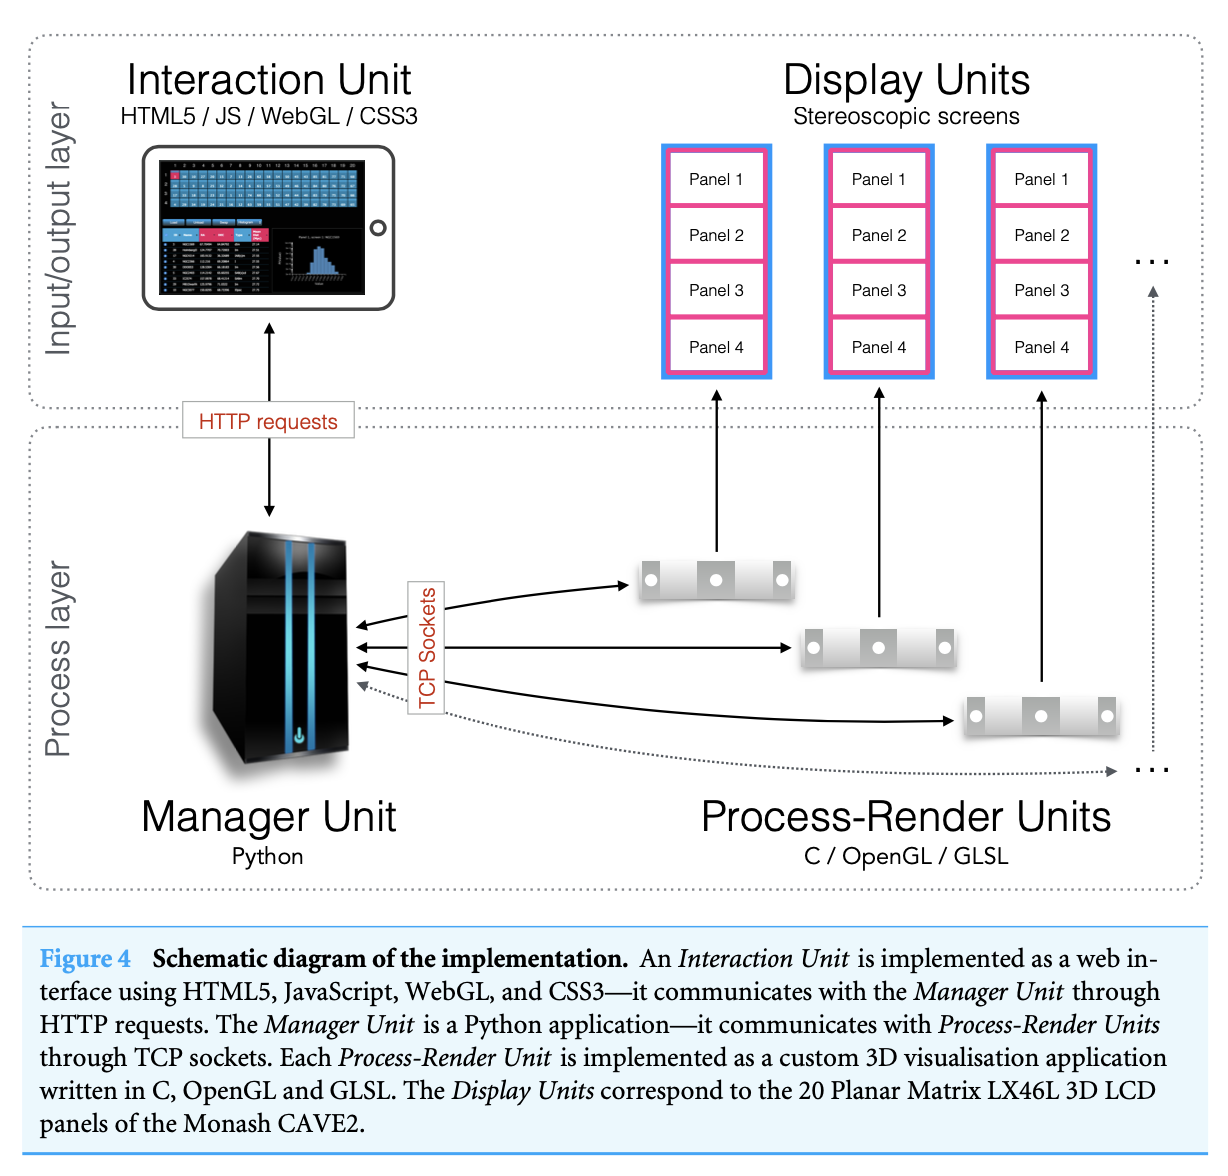 Interaction Unit
HTML5 / JS / WebGL / CSS3
Display Units
Stereoscopic screens
Input/output layer
Panel 1
Panel 2
Panel 3
Panel 4
Panel 1
Panel 2
Panel 3
Panel 4
Panel 1
Panel 2
Panel 3
Panel 4
...
HTTP requests
Process layer
TCP Sockets
...
Manager Unit
Python
Process-Render Units
C / OpenGL / GLSL
Figure 4 Schematic diagram of the implementation. An Interaction Unit is implemented as a web in-
terface using HTML5, JavaScript, WebGL, and CSS3—it communicates with the Manager Unit through
HTTP requests. The Manager Unit is a Python application—it communicates with Process-Render Units
through TCP sockets. Each Process-Render Unit is implemented as a custom 3D visualisation application
written in C, OpenGL and GLSL. The Display Units correspond to the 20 Planar Matrix LX46L 3D LCD
panels of the Monash CAVE2.